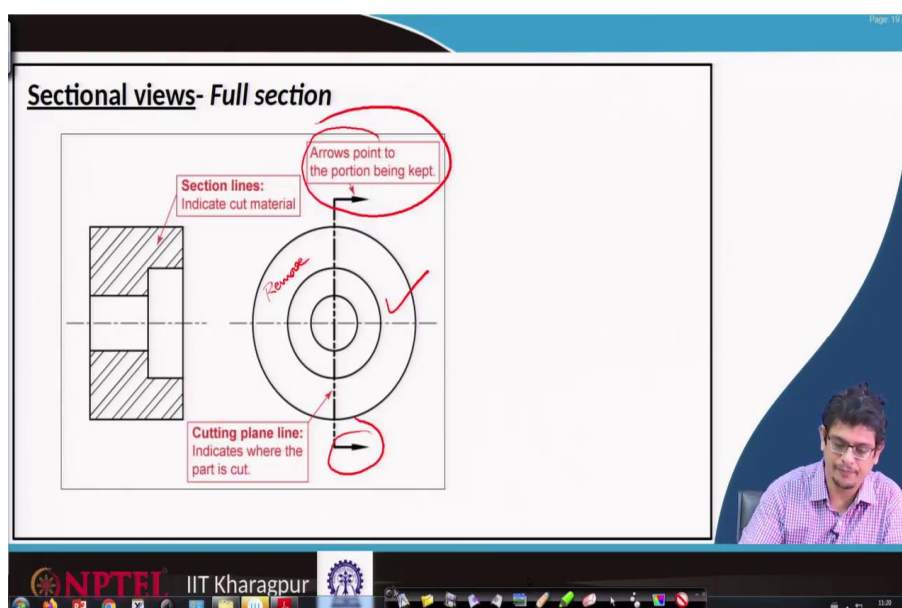 Page: 19
Sectional views- Full section
Arrows point to
the portion being kept.
Section lines:
Indicate cut material
Remove
Cutting plane line:
Indicates where the
part is cut.
NPTEL IIT Kharagpur
11:20